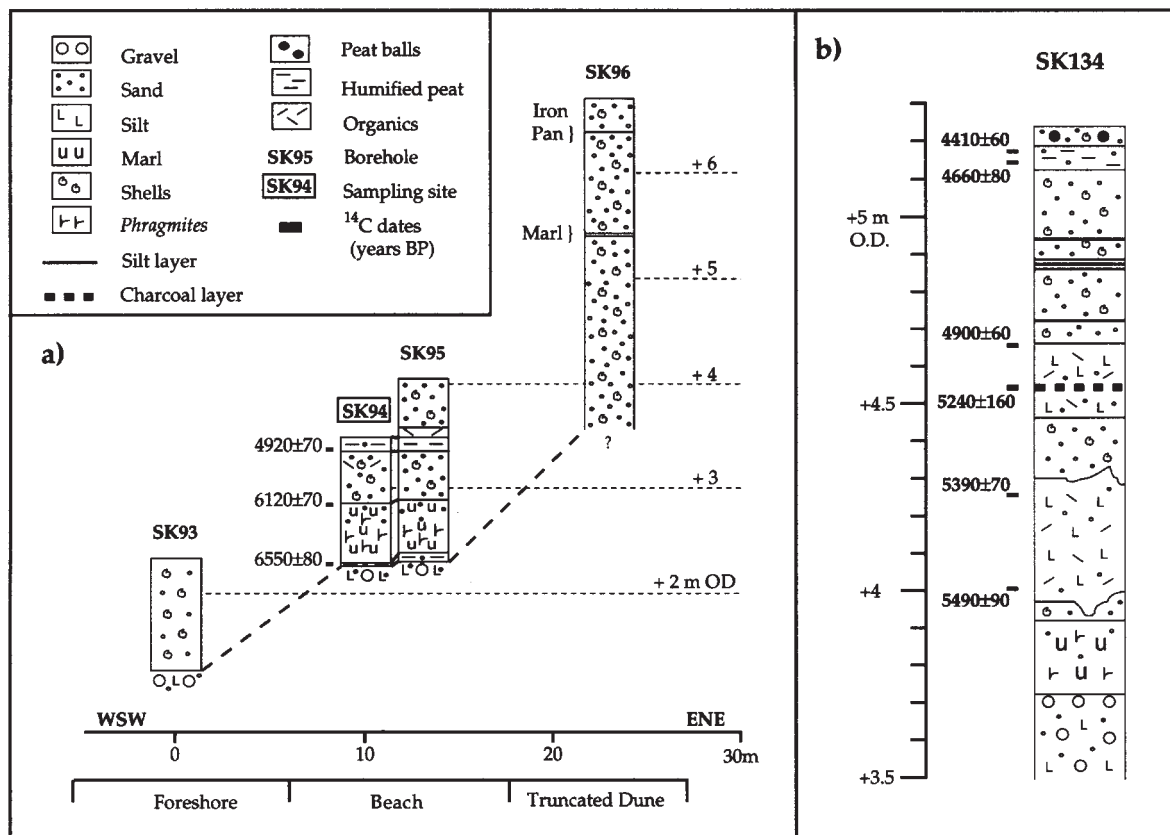 Gravel
Sand
Silt
Marl
Shells
Phragmites
Silt layer
Charcoal layer
Peat balls
Humified peat
Organics
SK95 Borehole
SK94 Sampling site
14C dates
(years BP)
a)
SK96
Iron
Pan }
+ 6
Marl }
+ 5
SK95
+ 4
SK94
4920±70
?
+ 3
6120±70
SK93
6550±80
+ 2 m OD
WSW
ENE
0
10
20
30m
Foreshore
Beach
Truncated Dune
b)
SK134
4410±60
4660±80
+5 m
O.D.
4900±60
+4.5
5240±160
5390±70
+4
5490±90
+3.5